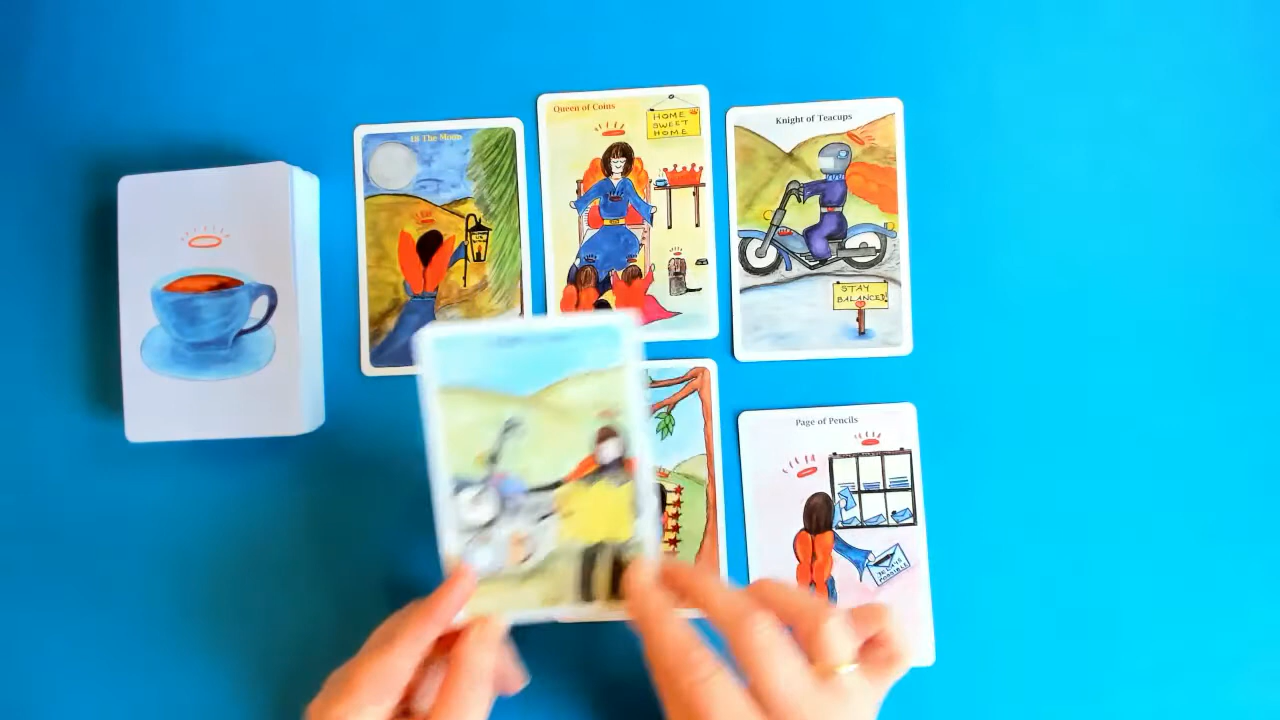 18 The Moon
Queen of Coins
HOME
SWEET
HOME
Knight of Teacups
STAY
BALANCED
Page of Pencils